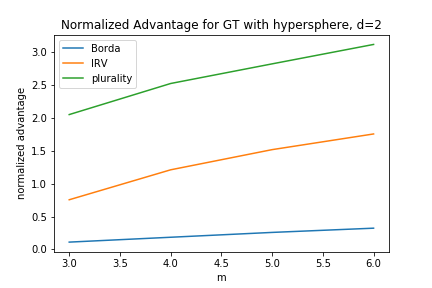 Normalized Advantage for GT with hypersphere, d=2
Borda
IRV
plurality
normalized advantage
3.0
2.5
2.0
1.5
1.0
0.5
0.0
3.0 3.5 4.0 4.5 5.0 5.5 6.0
m